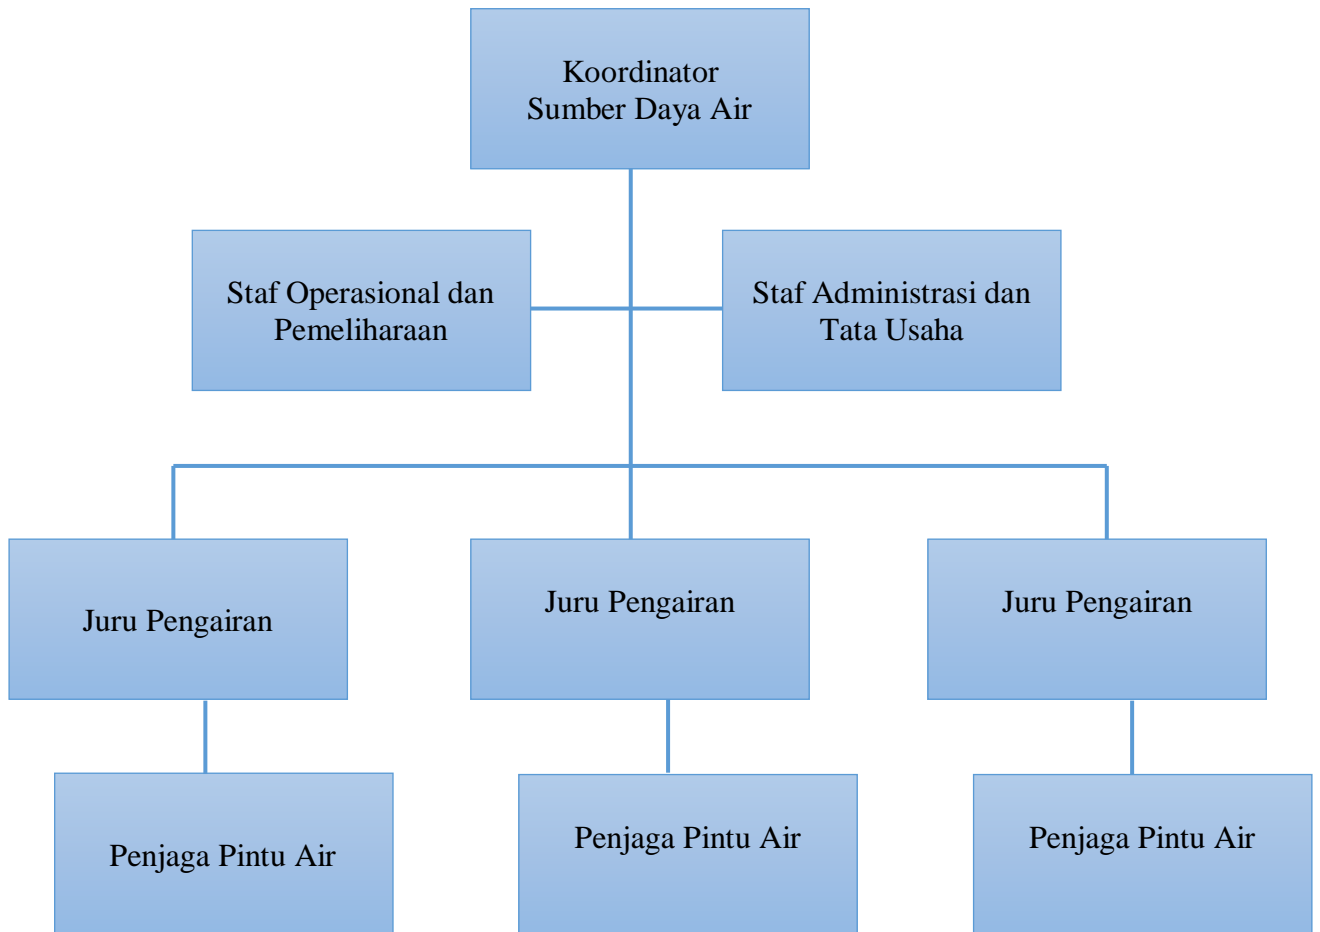 Koordinator
Sumber Daya Air
Staf Operasional dan
Pemeliharaan
Staf Administrasi dan
Tata Usaha
Juru Pengairan
Juru Pengairan
Juru Pengairan
Penjaga Pintu Air
Penjaga Pintu Air
Penjaga Pintu Air